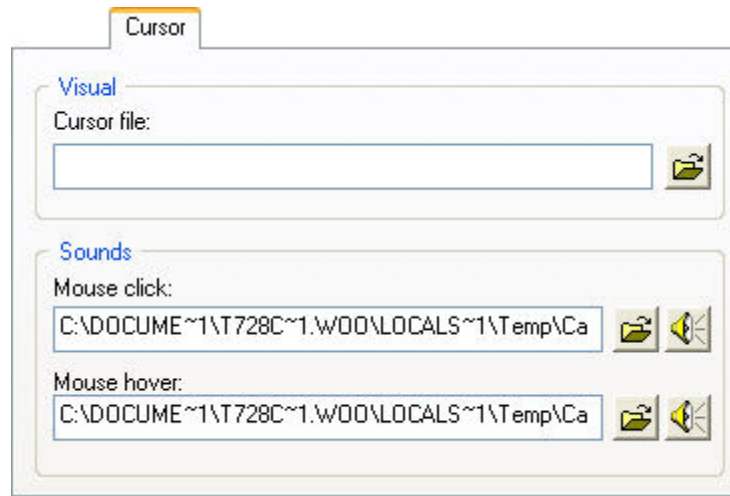 Cursor
Visual
Cursor file:
Sounds
Mouse click:
C:\DOCUME~1\T728C~1.WOO\LOCALS~1\Temp\Ca
Mouse hover:
C:\DOCUME~1\T728C~1.WOO\LOCALS~1\Temp\Ca